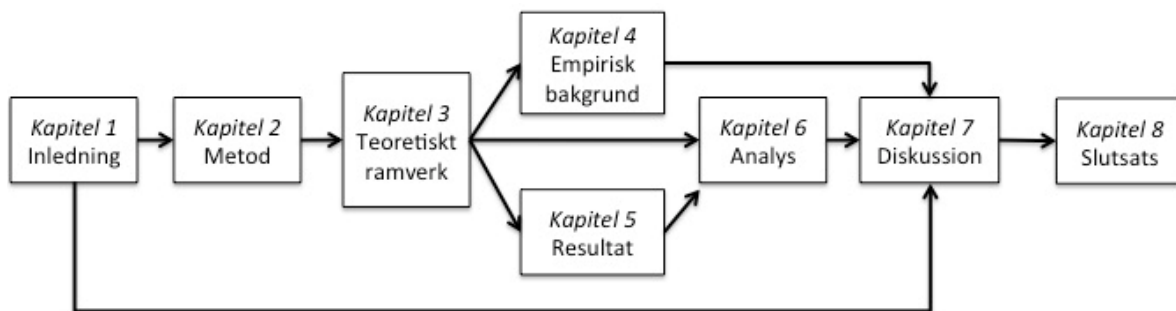 Kapitel 1
Inledning
Kapitel 2
Metod
Kapitel 3
Teoretiskt
ramverk
Kapitel 4
Empirisk
bakgrund
Kapitel 5
Resultat
Kapitel 6
Analys
Kapitel 7
Diskussion
Kapitel 8
Slutsats